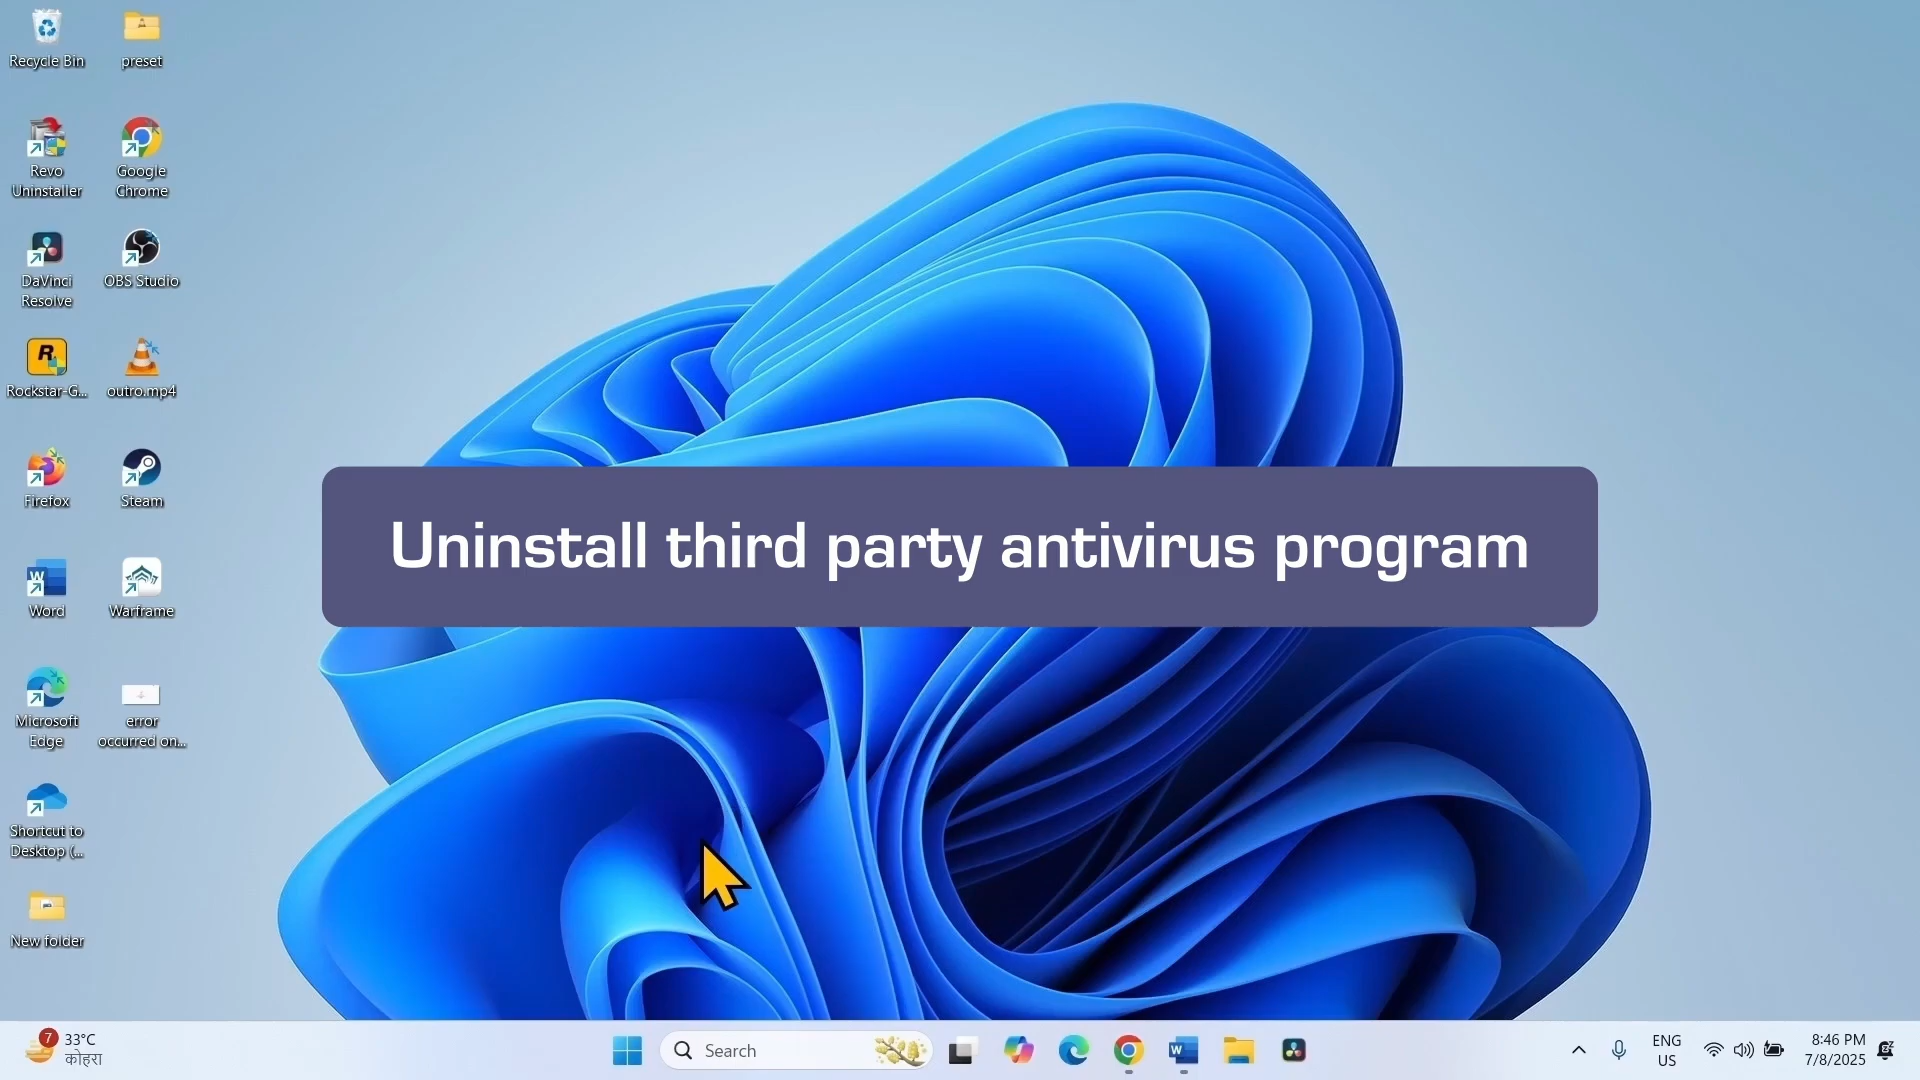 Recycle Bin
preset
Revo
Uninstaller
Google
Chrome
DaVinci
Resolve
OBS Studio
R
Rockstar-G...
outro.mp4
Firefox
Steam
W
Word
Warframe
Microsoft
Edge
error
occurred on...
Shortcut to
Desktop (...
New folder
Uninstall third party antivirus program
7
33°C
कोहरा
Search
W
ENG
US
8:46 PM
7/8/2025